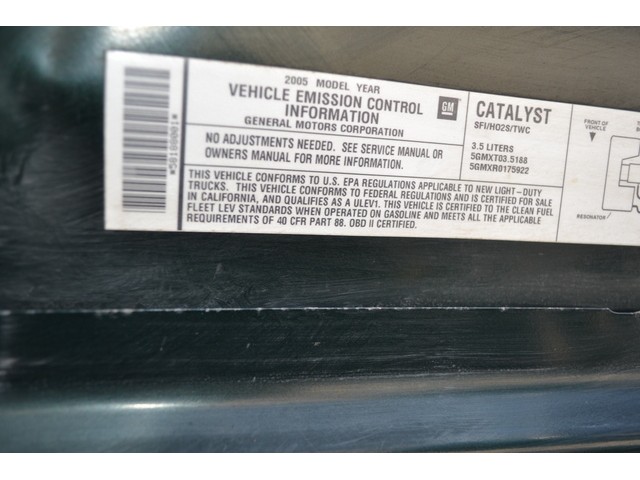 2005 MODEL YEAR
VEHICLE EMISSION CONTROL
INFORMATION
GENERAL MOTORS CORPORATION
GM
NO ADJUSTMENTS NEEDED. SEE SERVICE MANUAL OR
OWNERS MANUAL FOR MORE INFORMATION.
CATALYST
SFI/HO2S/TWC
3.5 LITERS
5GMXT03.5188
5GMXR0175922
THIS VEHICLE CONFORMS TO U.S. EPA REGULATIONS APPLICABLE TO NEW LIGHT-DUTY
TRUCKS. THIS VEHICLE CONFORMS TO FEDERAL REGULATIONS AND IS CERTIFIED FOR SALE
IN CALIFORNIA, AND QUALIFIES AS A ULEV1. THIS VEHICLE IS CERTIFIED TO THE CLEAN FUEL
FLEET LEV STANDARDS WHEN OPERATED ON GASOLINE AND MEETS ALL THE APPLICABLE
REQUIREMENTS OF 40 CFR PART 88. OBD II CERTIFIED.
FRONT OF
VEHICLE
RESONATOR